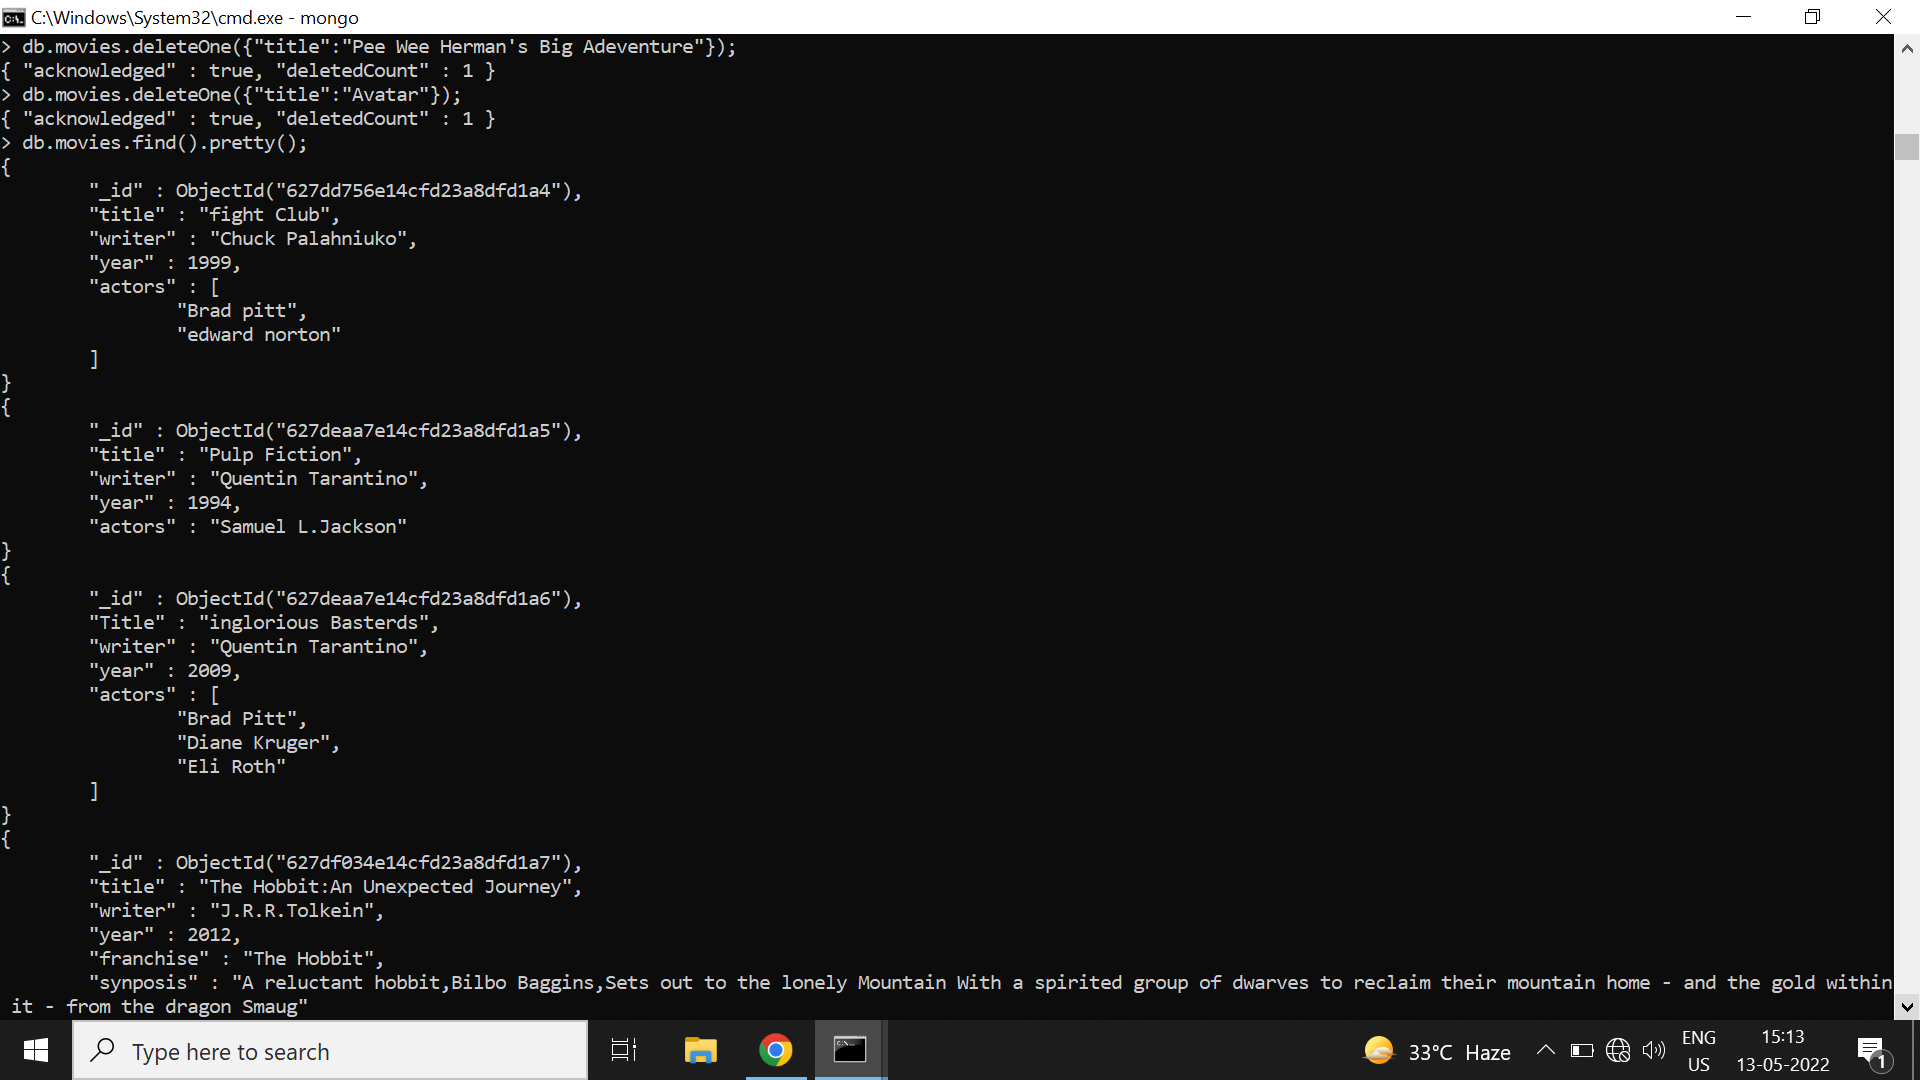 C:\Windows\System32\cmd.exe - mongo
> db.movies.deleteOne({"title":"Pee Wee Herman's Big Adeventure"});
{ "acknowledged" : true, "deletedCount" : 1 }
> db.movies.deleteOne({"title":"Avatar"});
{ "acknowledged" : true, "deletedCount" : 1 }
> db.movies.find().pretty();
{
"_id" : ObjectId("627dd756e14cfd23a8dfd1a4"),
"title" : "fight Club",
"writer" : "Chuck Palahniuko",
"year" : 1999,
"actors" : [
"Brad pitt",
"edward norton"
]
}
{
"_id" : ObjectId("627deaa7e14cfd23a8dfd1a5"),
"title" : "Pulp Fiction",
"writer" : "Quentin Tarantino",
"year" : 1994,
"actors" : "Samuel L.Jackson"
}
{
"_id" : ObjectId("627deaa7e14cfd23a8dfd1a6"),
"Title" : "inglorious Basterds",
"writer" : "Quentin Tarantino",
"year" : 2009,
"actors" : [
"Brad Pitt",
"Diane Kruger",
"Eli Roth"
]
}
{
"_id" : ObjectId("627df034e14cfd23a8dfd1a7"),
"title" : "The Hobbit:An Unexpected Journey",
"writer" : "J.R.R.Tolkein",
"year" : 2012,
"franchise" : "The Hobbit",
"synposis" : "A reluctant hobbit,Bilbo Baggins,Sets out to the lonely Mountain With a spirited group of dwarves to reclaim their mountain home - and the gold within
it - from the dragon Smaug"
Type here to search
33°C Haze
ENG
US
15:13
13-05-2022
1